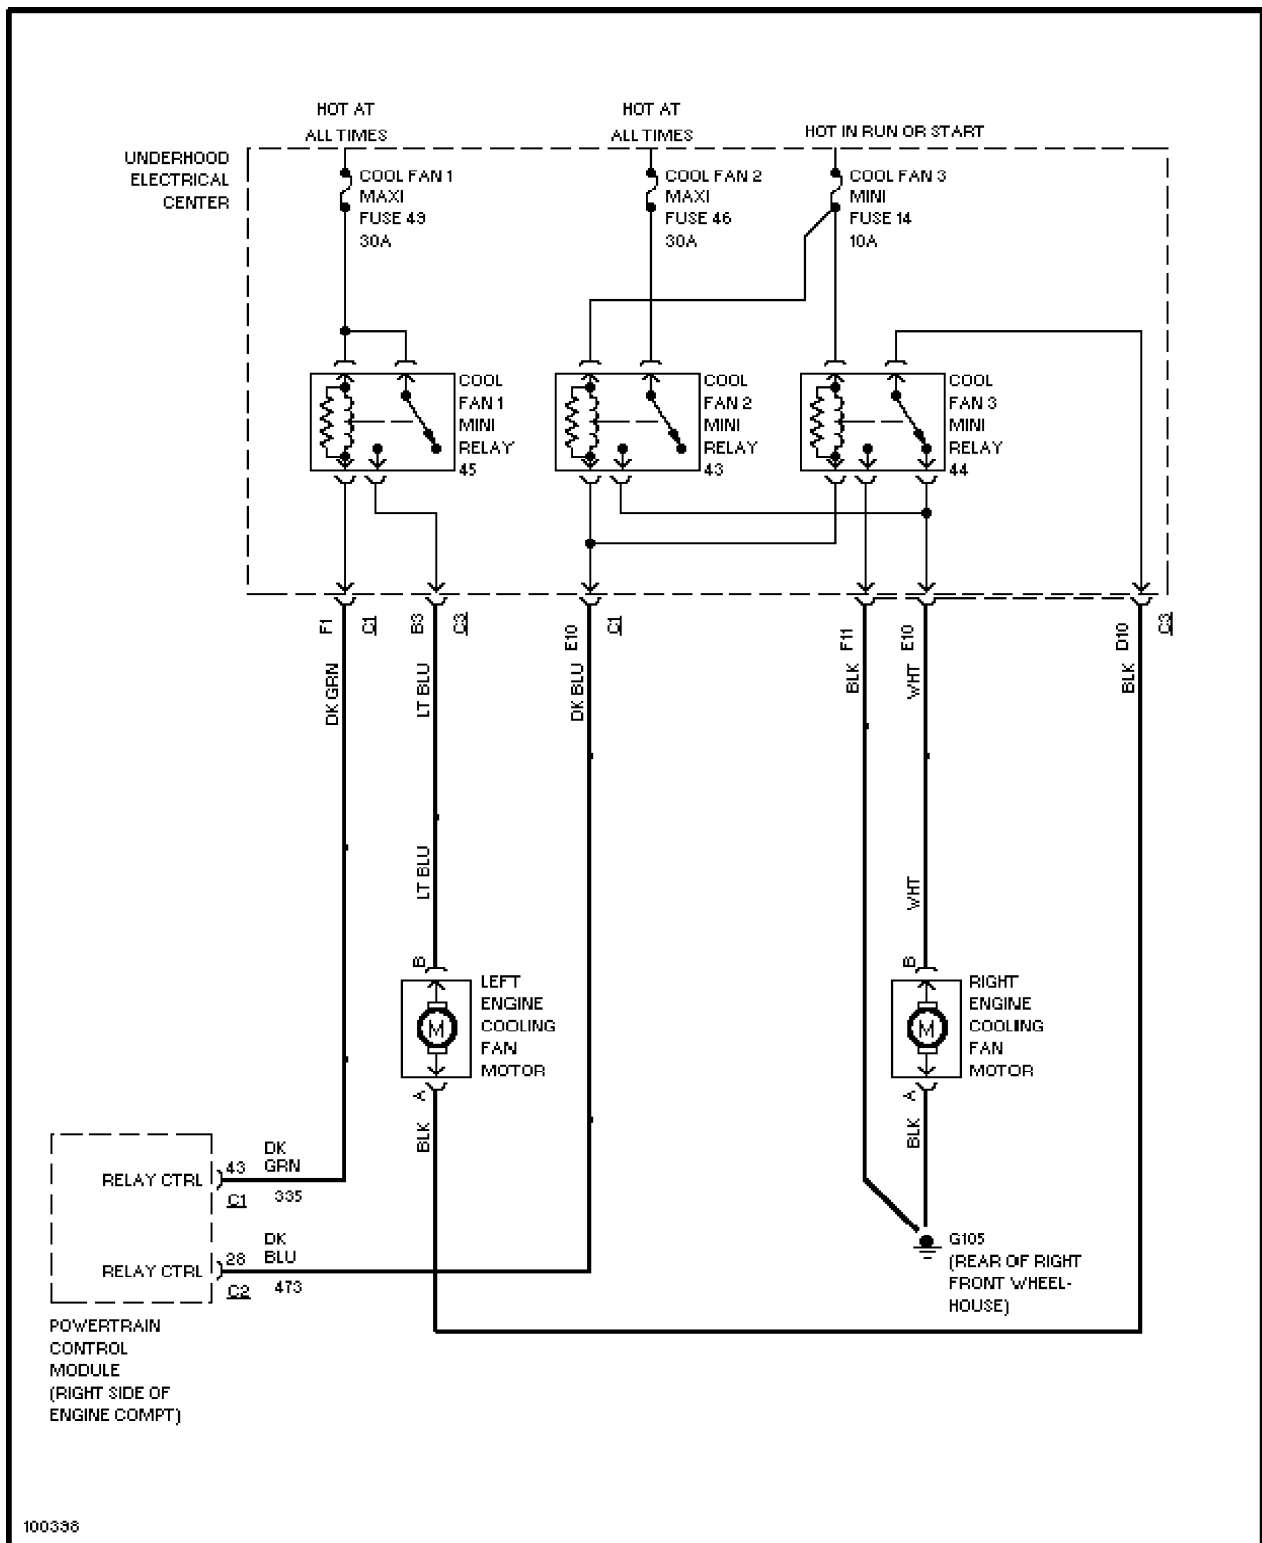 HOT AT
ALL TIMES
HOT AT
ALL TIMES
HOT IN RUN OR START
UNDERHOOD
ELECTRICAL
CENTER
COOL FAN 1
MAXI
FUSE 49
30A
COOL FAN 2
MAXI
FUSE 46
30A
COOL FAN 3
MINI
FUSE 14
10A
COOL
FAN 1
MINI
RELAY
45
COOL
FAN 2
MINI
RELAY
43
COOL
FAN 3
MINI
RELAY
44
F1
C1
B3
C3
E10
C1
F11
E10
D10
C3
DK GRN
LT BLU
DK BLU
BLK
WHT
BLK
LT BLU
WHT
B
LEFT
ENGINE
COOLING
FAN
MOTOR
M
A
BLK
B
RIGHT
ENGINE
COOLING
FAN
MOTOR
M
A
BLK
RELAY CTRL
43
DK
GRN
C1
335
RELAY CTRL
28
DK
BLU
C2
473
POWERTRAIN
CONTROL
MODULE
(RIGHT SIDE OF
ENGINE COMPT)
G105
(REAR OF RIGHT
FRONT WHEEL-
HOUSE)
100398